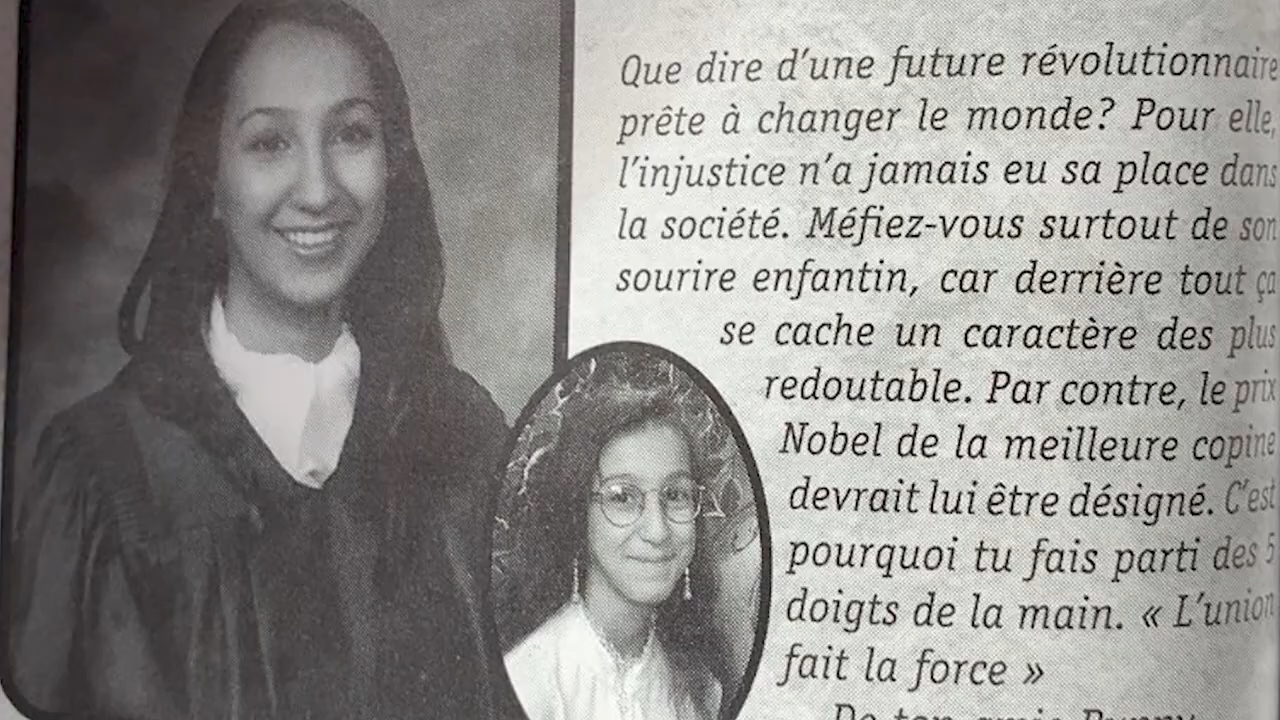 Que dire d'une future révolutionnaire
prête à changer le monde? Pour elle,
l'injustice n'a jamais eu sa place dans
la société. Méfiez-vous surtout de son
sourire enfantin, car derrière tout ça
se cache un caractère des plus
redoutable. Par contre, le prix
Nobel de la meilleure copine
devrait lui être désigné. C'est
pourquoi tu fais parti des 5
doigts de la main. « L'union
fait la force »
De ton amie